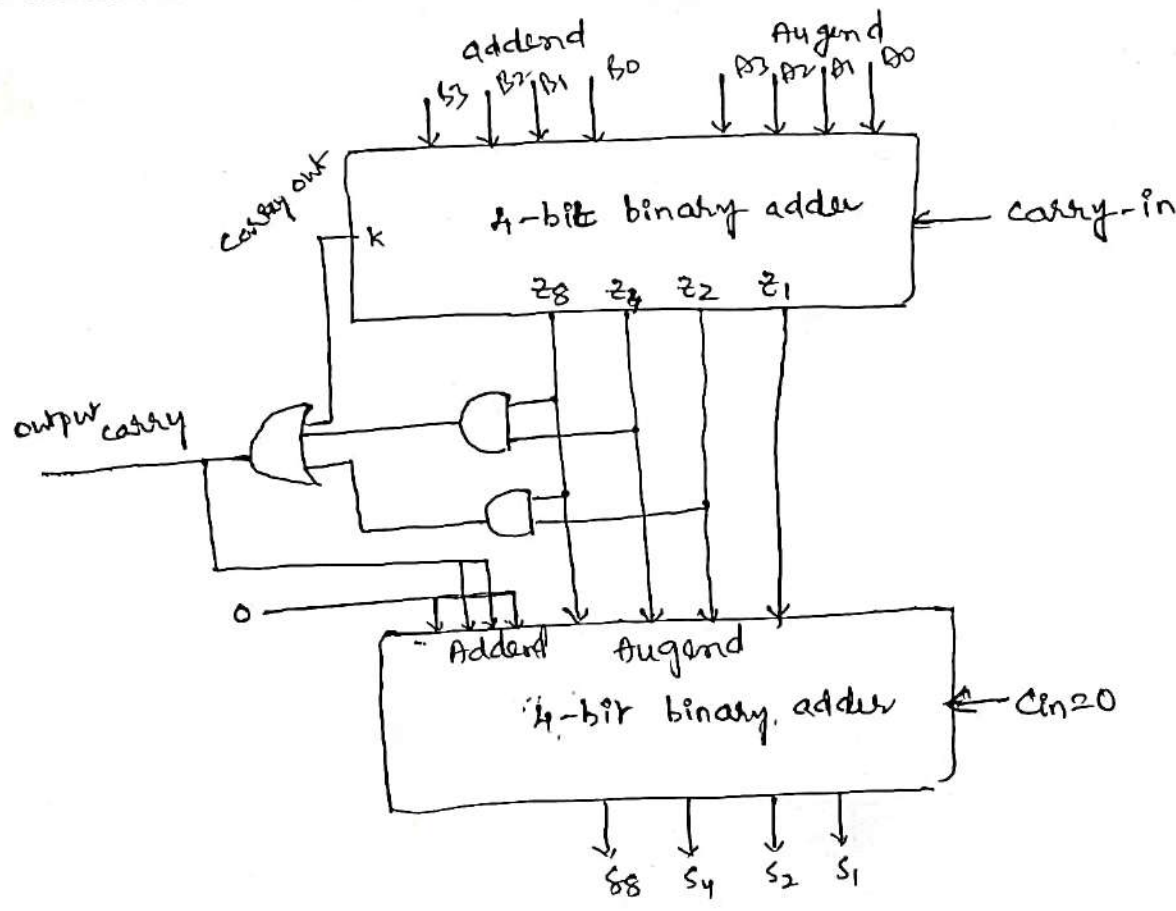 addend Augend
B3 B2 B1 B0 A3 A2 A1 A0
carry out
k 4-bit binary adder carry-in
Z8 Z4 Z2 Z1
output carry
0
Addend Augend
4-bit binary adder Cin=0
S8 S4 S2 S1